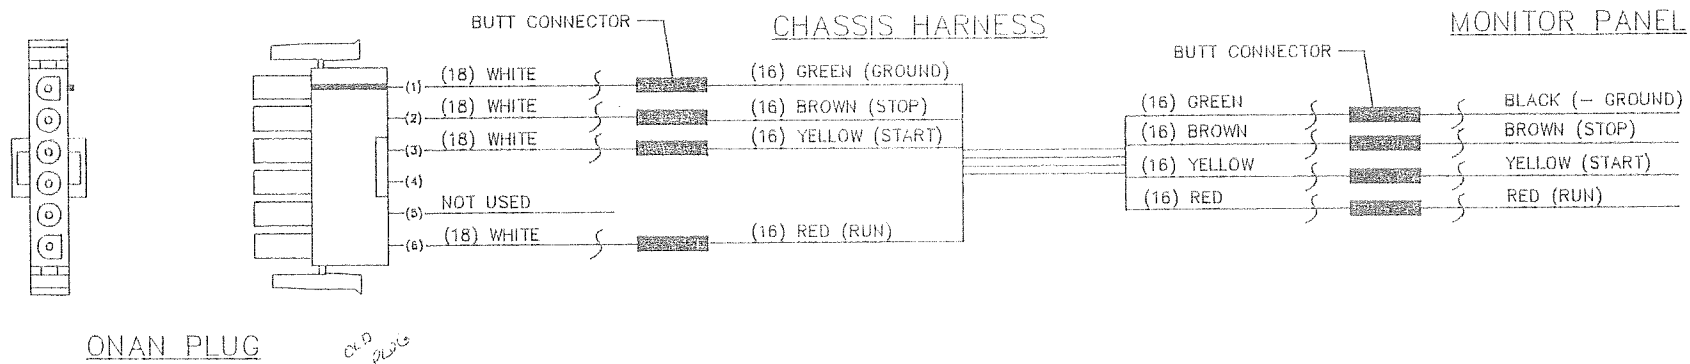 BUTT CONNECTOR
CHASSIS HARNESS
MONITOR PANEL
BUTT CONNECTOR
(1) (18) WHITE (16) GREEN (GROUND)
(2) (18) WHITE (16) BROWN (STOP)
(3) (18) WHITE (16) YELLOW (START)
(4)
(5) NOT USED
(6) (18) WHITE (16) RED (RUN)
(16) GREEN BLACK (- GROUND)
(16) BROWN BROWN (STOP)
(16) YELLOW YELLOW (START)
(16) RED RED (RUN)
ONAN PLUG
OLD
PLUG